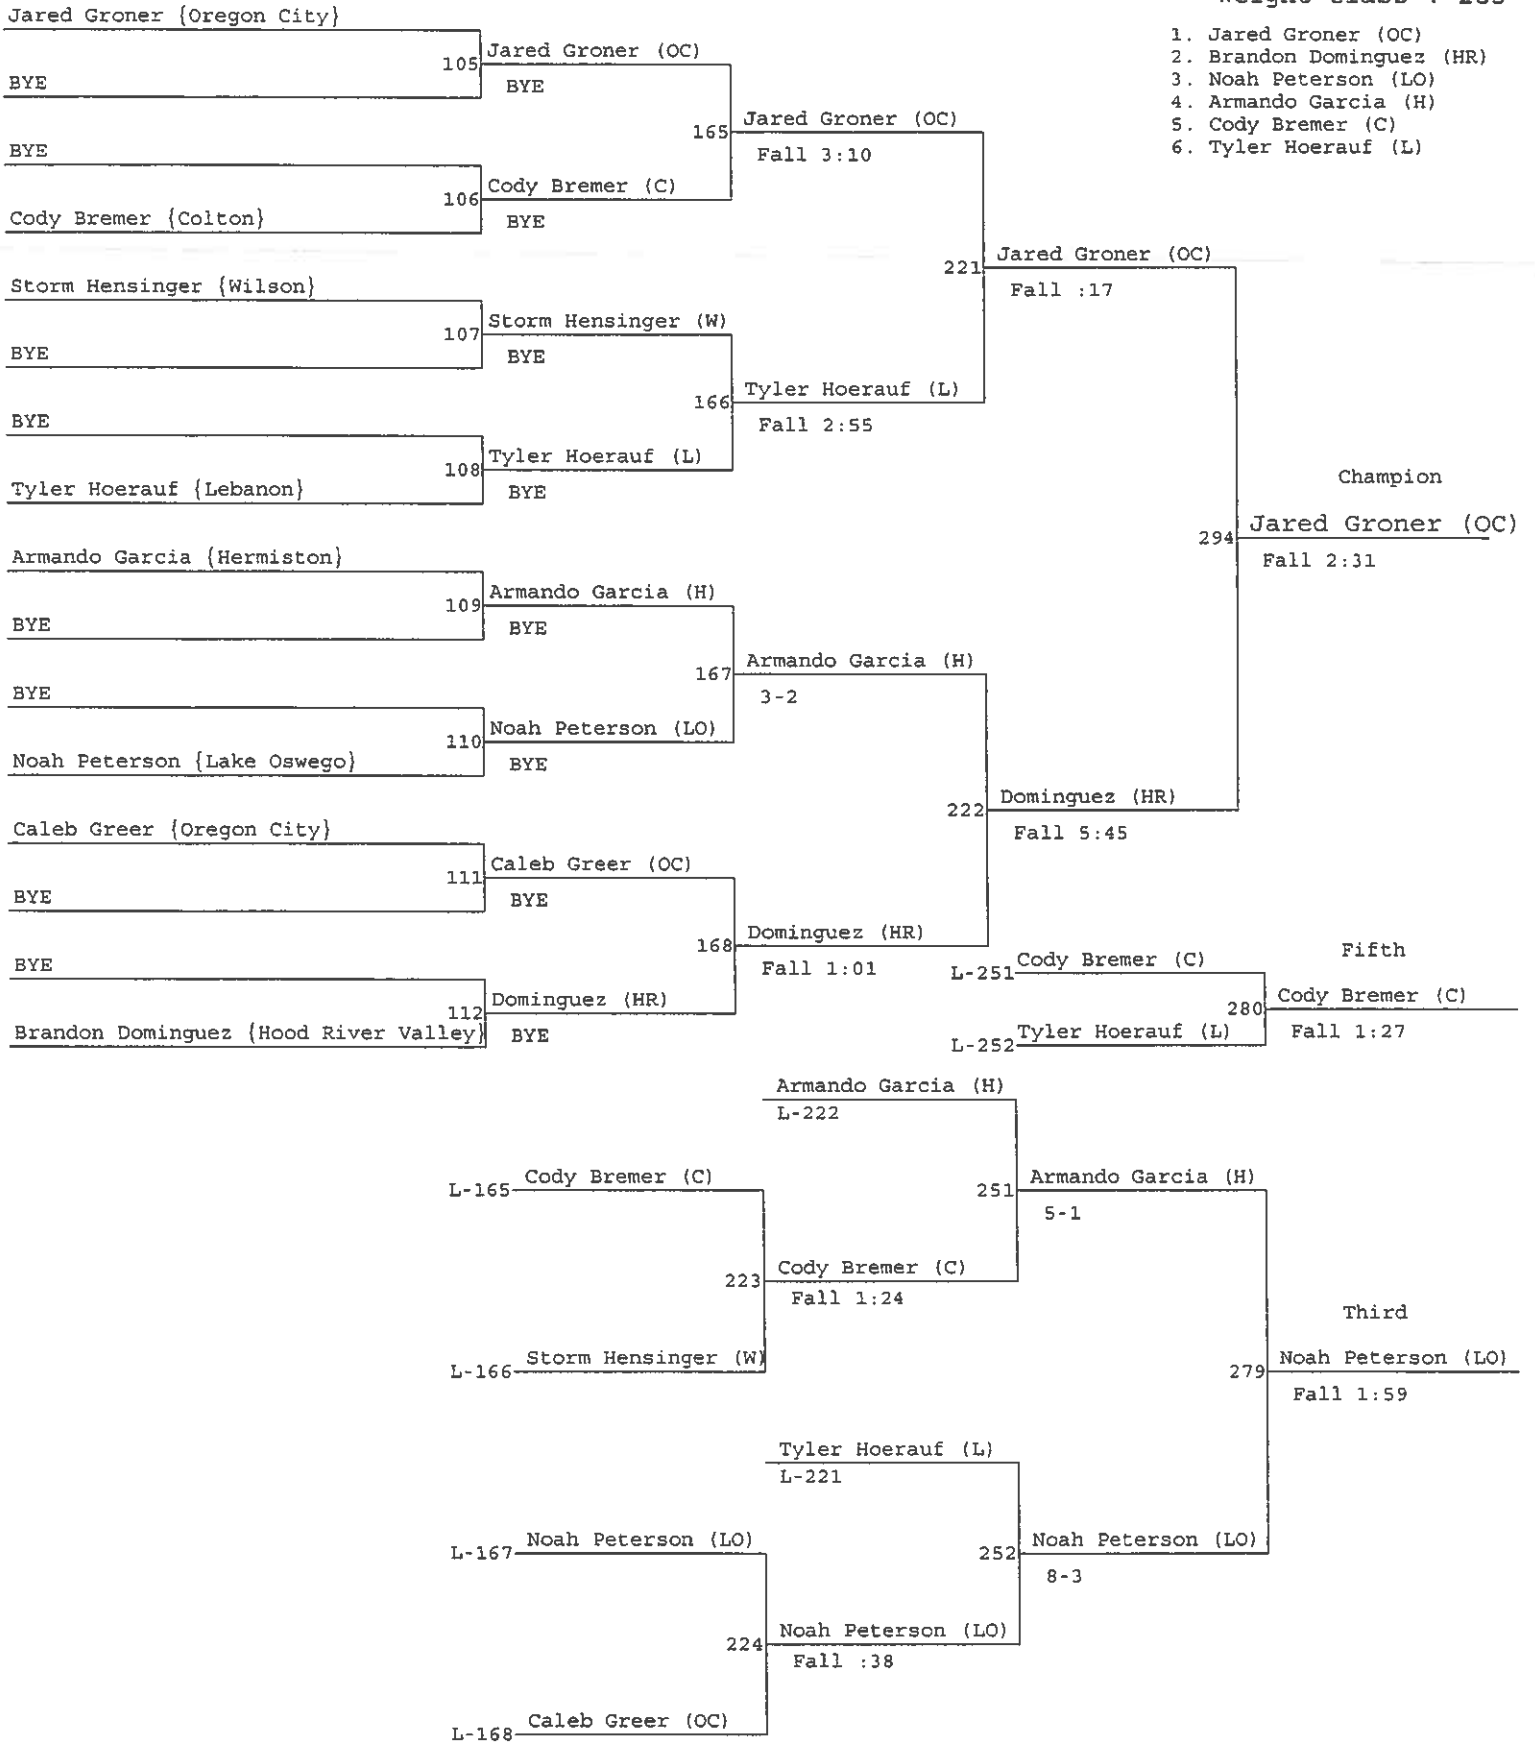 Jared Groner {Oregon City}
1. Jared Groner (OC)
2. Brandon Dominguez (HR)
3. Noah Peterson (LO)
4. Armando Garcia (H)
5. Cody Bremer (C)
6. Tyler Hoerauf (L)
105 Jared Groner (OC)
BYE
BYE
165 Jared Groner (OC)
Fall 3:10
BYE
106 Cody Bremer (C)
BYE
Cody Bremer {Colton}
221 Jared Groner (OC)
Fall :17
Storm Hensinger {Wilson}
107 Storm Hensinger (W)
BYE
BYE
166 Tyler Hoerauf (L)
Fall 2:55
BYE
108 Tyler Hoerauf (L)
BYE
Tyler Hoerauf {Lebanon}
Champion
294 Jared Groner (OC)
Fall 2:31
Armando Garcia {Hermiston}
109 Armando Garcia (H)
BYE
BYE
167 Armando Garcia (H)
3-2
BYE
110 Noah Peterson (LO)
BYE
Noah Peterson {Lake Oswego}
222 Dominguez (HR)
Fall 5:45
Caleb Greer {Oregon City}
111 Caleb Greer (OC)
BYE
BYE
168 Dominguez (HR)
Fall 1:01
BYE
112 Dominguez (HR)
BYE
Brandon Dominguez {Hood River Valley}
Fifth
L-251 Cody Bremer (C)
280 Cody Bremer (C)
Fall 1:27
L-252 Tyler Hoerauf (L)
Armando Garcia (H)
L-222
L-165 Cody Bremer (C)
251 Armando Garcia (H)
5-1
223 Cody Bremer (C)
Fall 1:24
L-166 Storm Hensinger (W)
Third
279 Noah Peterson (LO)
Fall 1:59
Tyler Hoerauf (L)
L-221
L-167 Noah Peterson (LO)
252 Noah Peterson (LO)
8-3
224 Noah Peterson (LO)
Fall :38
L-168 Caleb Greer (OC)